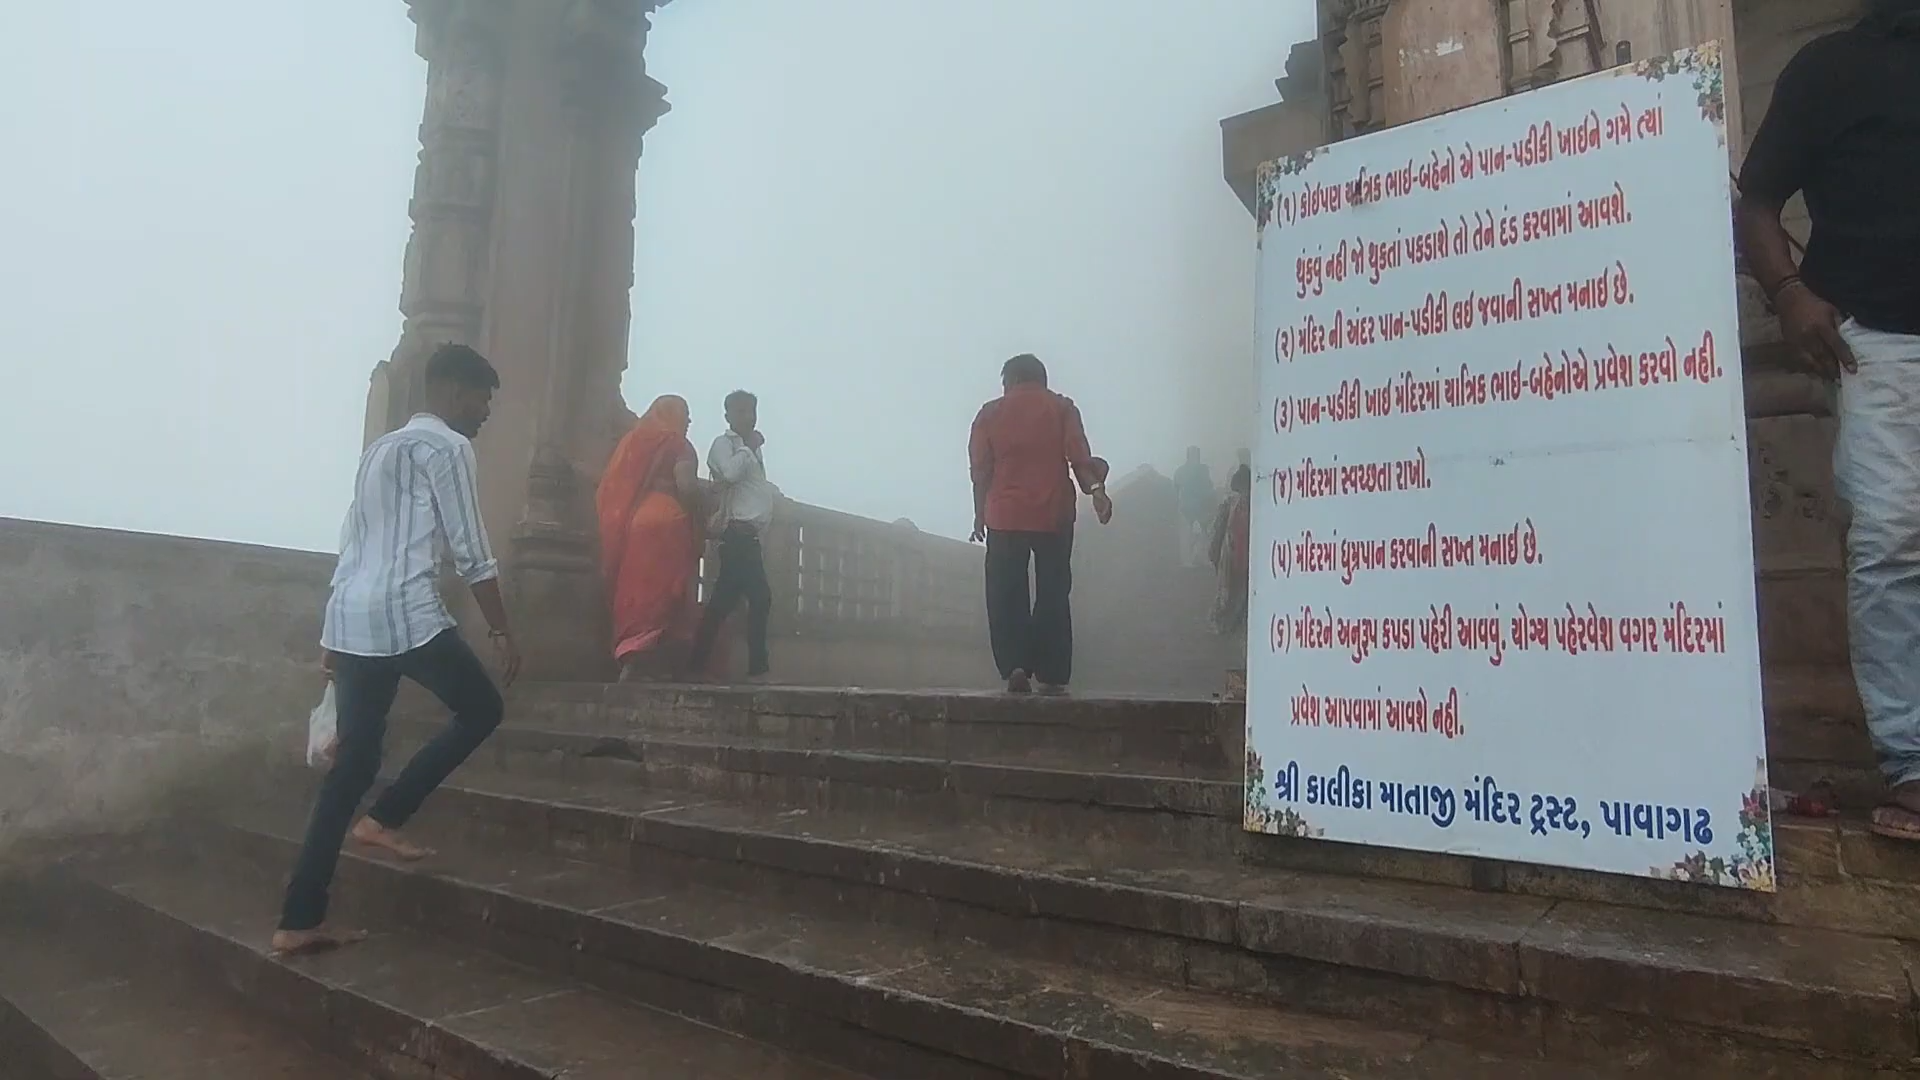 (૧) કોઈપણ યાત્રિક ભાઇ-બહેનો એ પાન-પડીકી ખાઈને ગમે ત્યાં
થુંકવું નહી જો થુકતાં પકડાશે તો તેને દંડ કરવામાં આવશે.
(૨) મંદિર ની અંદર પાન-પડીકી લઇ જવાની સખ્ત મનાઇ છે.
(૩) પાન-પડીકી ખાઇ મંદિરમાં યાત્રિક ભાઇ-બહેનોએ પ્રવેશ કરવો નહી.
(૪) મંદિરમાં સ્વચ્છતા રાખો.
(૫) મંદિરમાં ધુમ્રપાન કરવાની સખ્ત મનાઇ છે.
(૬) મંદિરને અનુરૂપ કપડા પહેરી આવવું. યોગ્ય પહેરવેશ વગર મંદિરમાં
પ્રવેશ આપવામાં આવશે નહી.
શ્રી કાલીકા માતાજી મંદિર ટ્રસ્ટ, પાવાગઢ